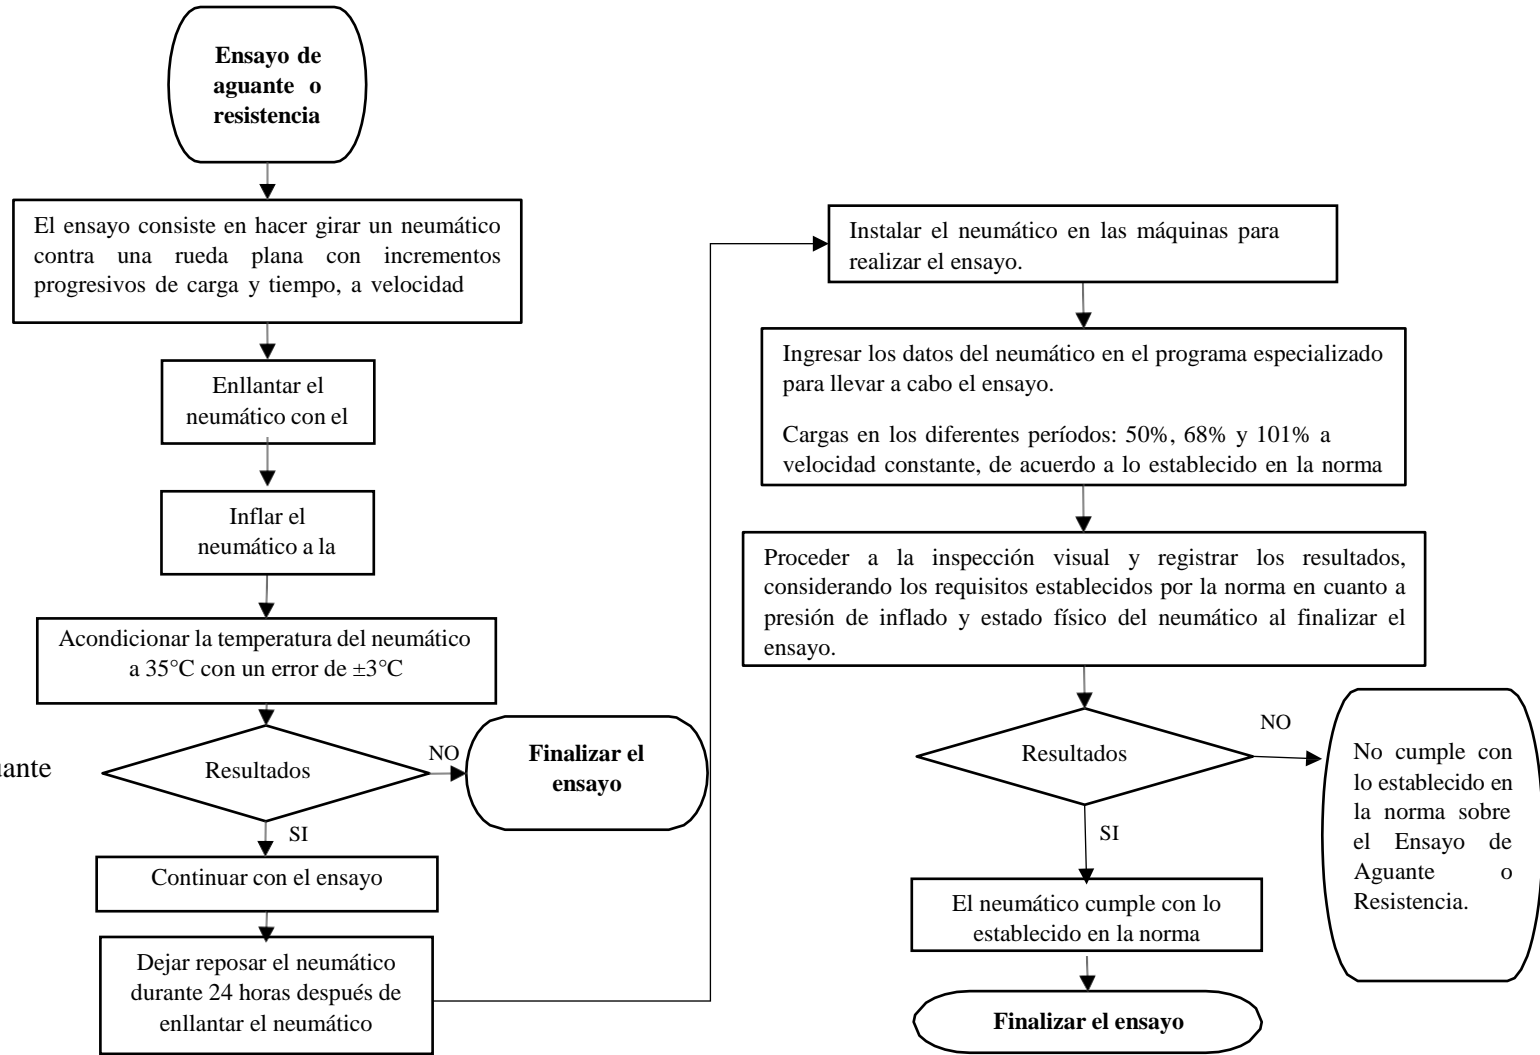 Ensayo de
aguante o
resistencia
El ensayo consiste en hacer girar un neumático
contra una rueda plana con incrementos
progresivos de carga y tiempo, a velocidad
Enllantar el
neumático con el
Inflar el
neumático a la
Acondicionar la temperatura del neumático
a 35°C con un error de ±3°C
Resultados
NO
Finalizar el
ensayo
SI
Continuar con el ensayo
Dejar reposar el neumático
durante 24 horas después de
enllantar el neumático
Instalar el neumático en las máquinas para
realizar el ensayo.
Ingresar los datos del neumático en el programa especializado
para llevar a cabo el ensayo.
Cargas en los diferentes períodos: 50%, 68% y 101% a
velocidad constante, de acuerdo a lo establecido en la norma
Proceder a la inspección visual y registrar los resultados,
considerando los requisitos establecidos por la norma en cuanto a
presión de inflado y estado físico del neumático al finalizar el
ensayo.
Resultados
NO
No cumple con
lo establecido en
la norma sobre
el Ensayo de
Aguante o
Resistencia.
SI
El neumático cumple con lo
establecido en la norma
Finalizar el ensayo